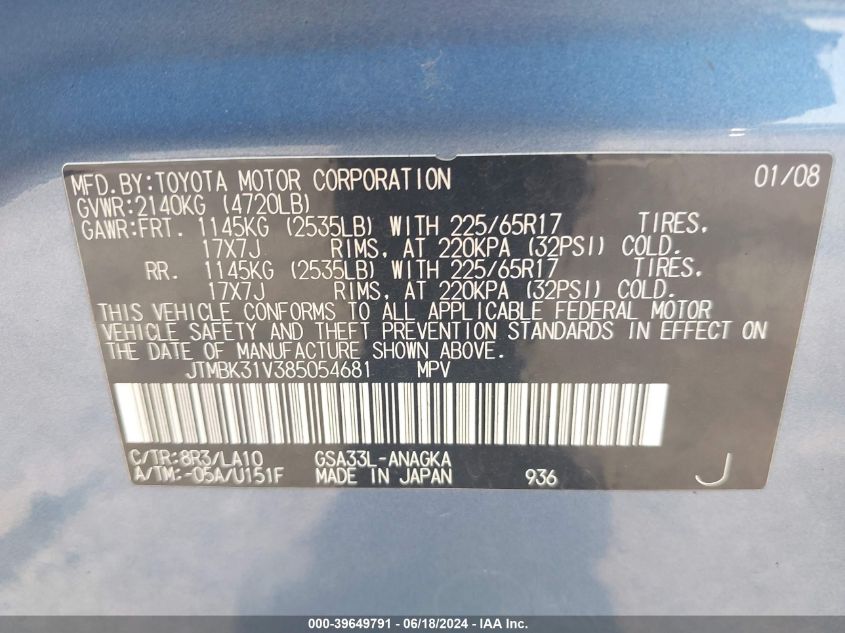 MFD.BY:TOYOTA MOTOR CORPORATION 01/08
GVWR:2140KG (4720LB)
GAWR:FRT. 1145KG (2535LB) WITH 225/65R17 TIRES,
17X7J RIMS, AT 220KPA (32PSI) COLD.
RR. 1145KG (2535LB) WITH 225/65R17 TIRES,
17X7J RIMS, AT 220KPA (32PSI) COLD.
THIS VEHICLE CONFORMS TO ALL APPLICABLE FEDERAL MOTOR
VEHICLE SAFETY AND THEFT PREVENTION STANDARDS IN EFFECT ON
THE DATE OF MANUFACTURE SHOWN ABOVE.
JTMBK31V385054681 MPV
C/TR:8R3/LA10 GSA33L-ANAGKA
A/TM:-05A/U151F MADE IN JAPAN 936 J
000-39649791 - 06/18/2024 - IAA Inc.